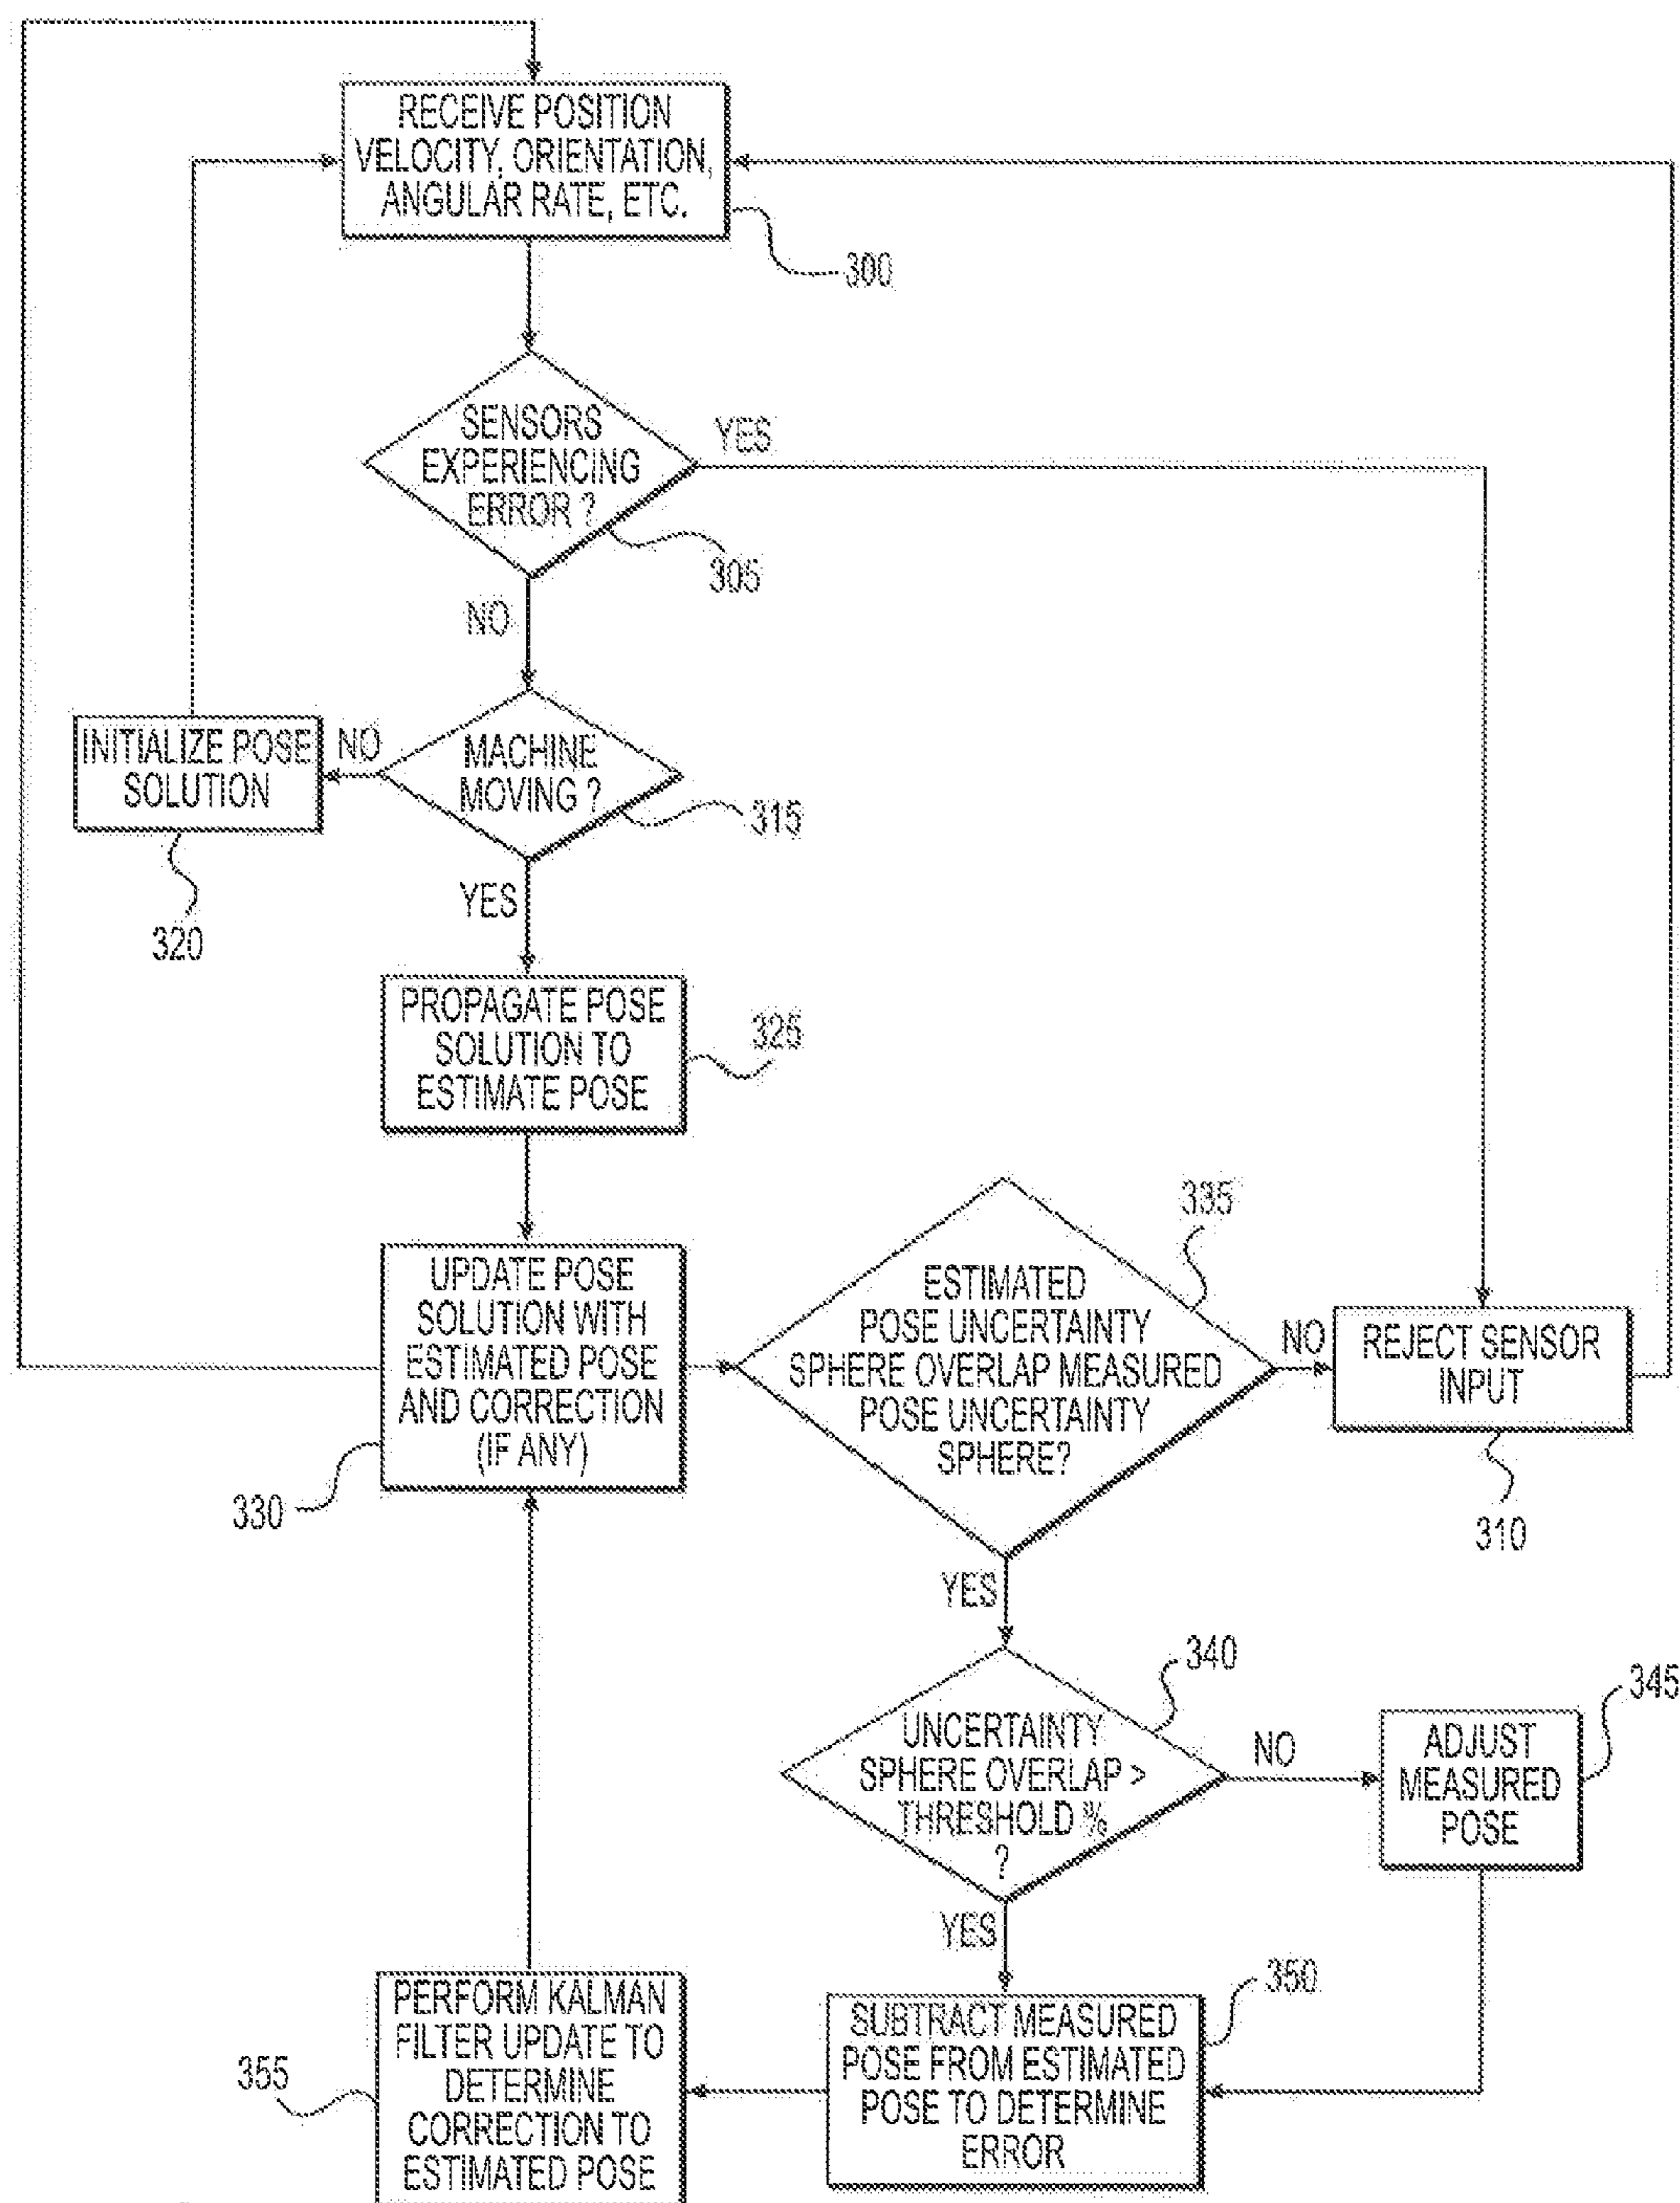 RECEIVE POSITION
VELOCITY, ORIENTATION,
ANGULAR RATE, ETC.
300
SENSORS
EXPERIENCING
ERROR ?
YES
305
NO
MACHINE
MOVING ?
315
NO
INITIALIZE POSE
SOLUTION
320
YES
PROPAGATE POSE
SOLUTION TO
ESTIMATE POSE
325
UPDATE POSE
SOLUTION WITH
ESTIMATED POSE
AND CORRECTION
(IF ANY)
330
335
ESTIMATED
POSE UNCERTAINTY
SPHERE OVERLAP MEASURED
POSE UNCERTAINTY
SPHERE?
NO
REJECT SENSOR
INPUT
310
YES
340
UNCERTAINTY
SPHERE OVERLAP >
THRESHOLD %
?
NO
345
ADJUST
MEASURED
POSE
YES
350
SUBTRACT MEASURED
POSE FROM ESTIMATED
POSE TO DETERMINE
ERROR
PERFORM KALMAN
FILTER UPDATE TO
DETERMINE
CORRECTION TO
ESTIMATED POSE
355